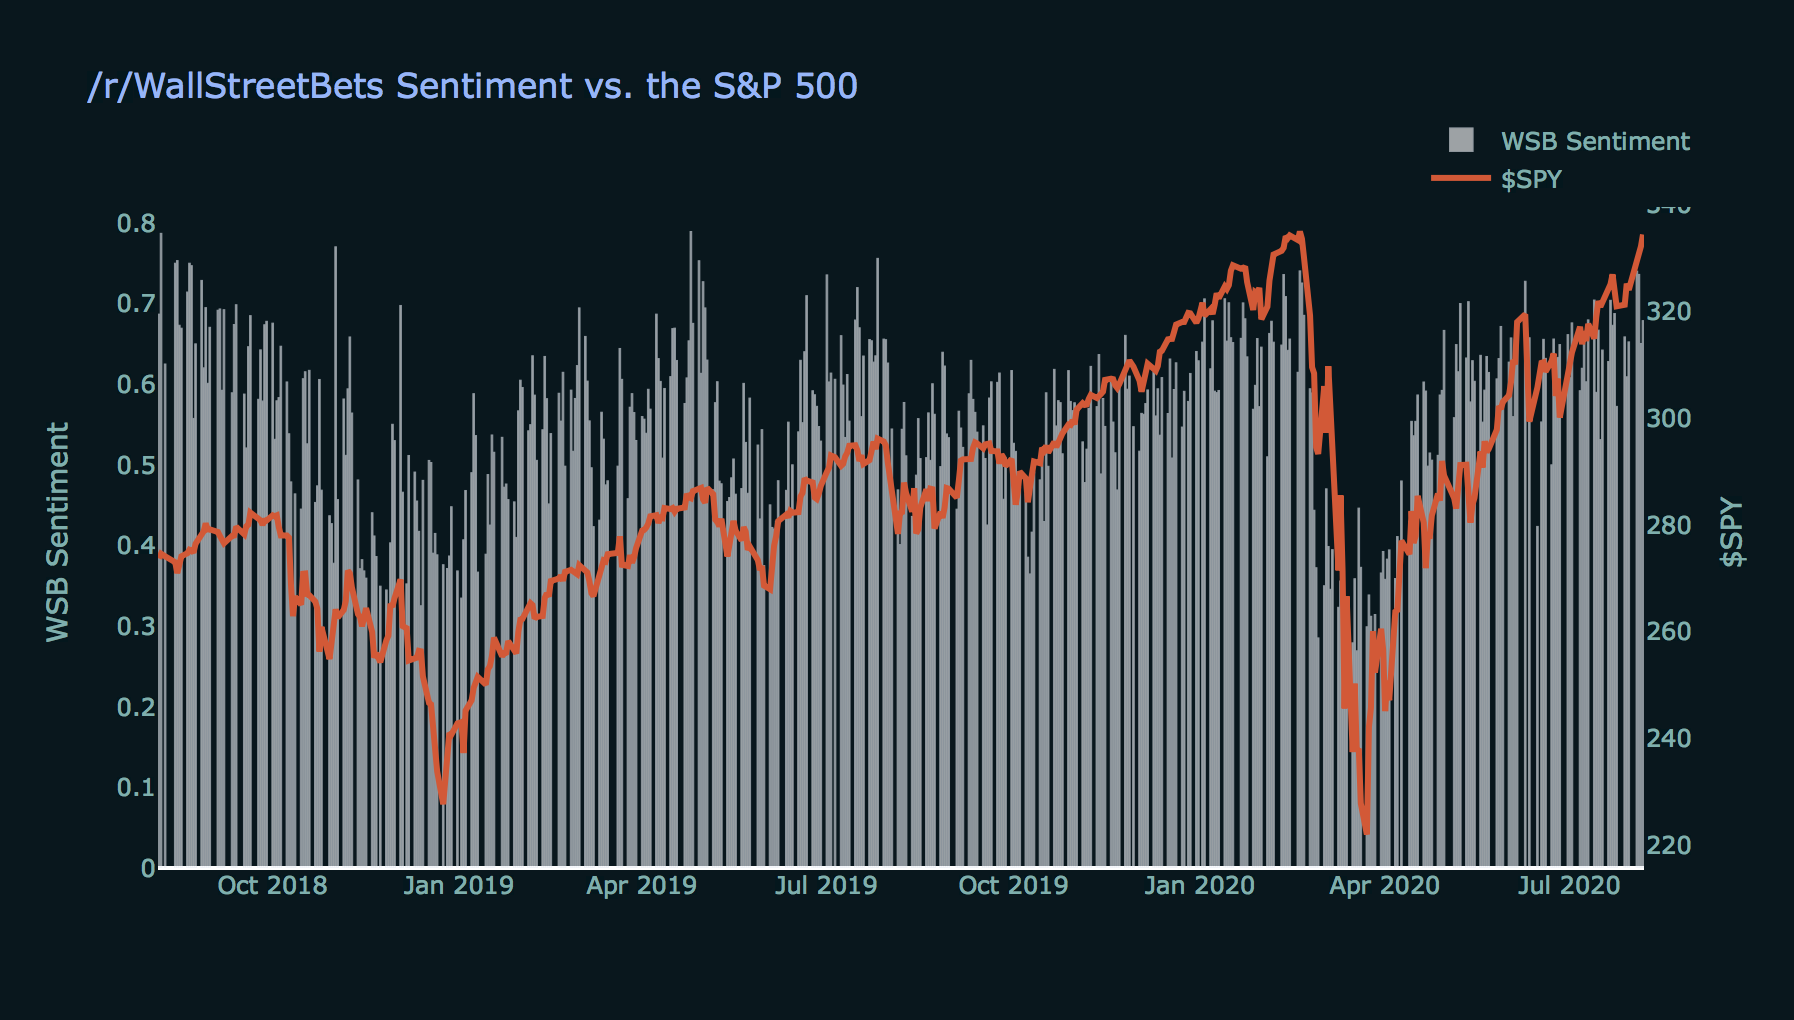 /r/WallStreetBets Sentiment vs. the S&P 500
WSB Sentiment
$SPY
0.8
0.7
0.6
0.5
0.4
0.3
0.2
0.1
0
WSB Sentiment
340
320
300
280
260
240
220
$SPY
Oct 2018
Jan 2019
Apr 2019
Jul 2019
Oct 2019
Jan 2020
Apr 2020
Jul 2020